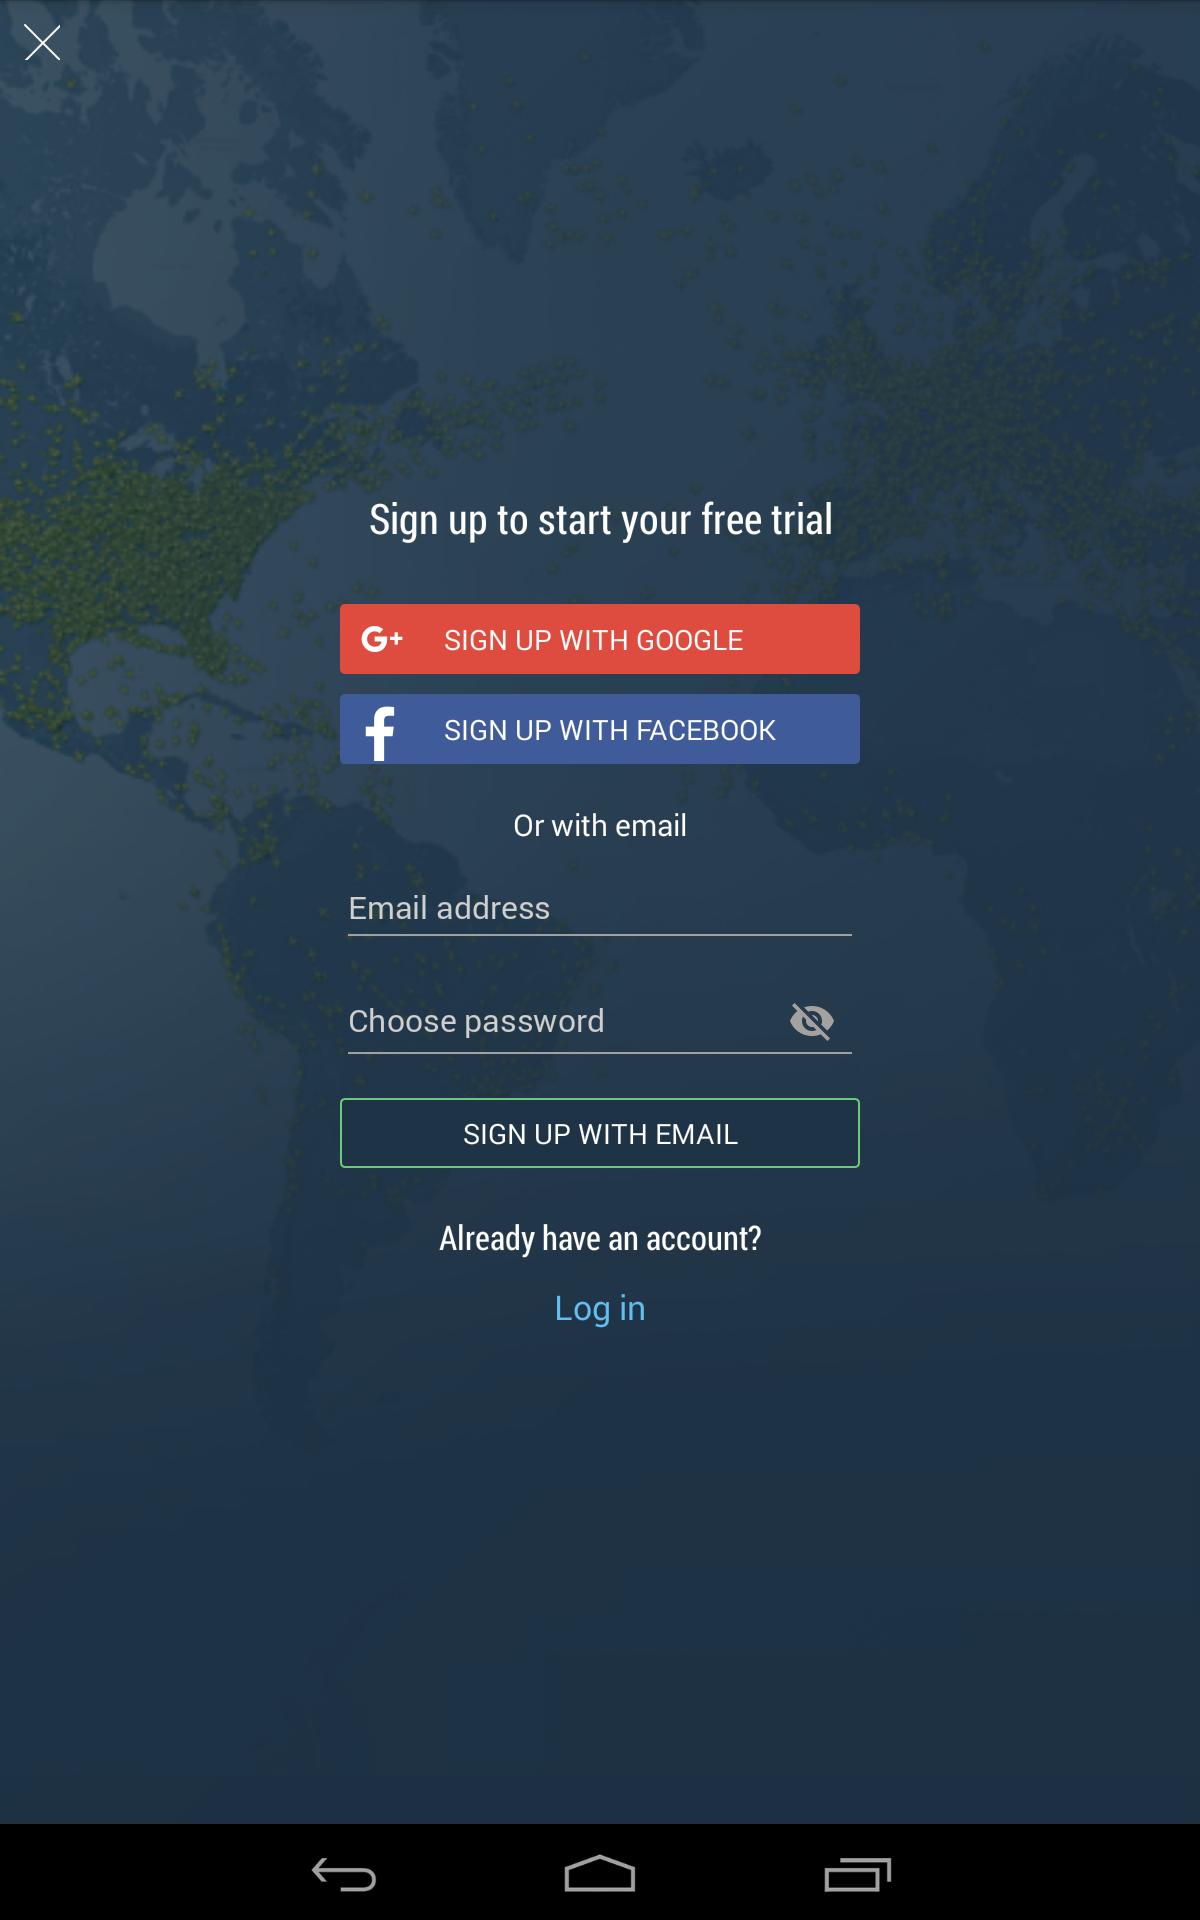 Sign up to start your free trial
G+ SIGN UP WITH GOOGLE
f SIGN UP WITH FACEBOOK
Or with email
Email address
Choose password
SIGN UP WITH EMAIL
Already have an account?
Log in